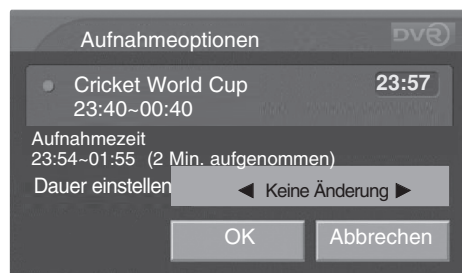 Aufnahmeoptionen DVR
Cricket World Cup 23:57
23:40~00:40
Aufnahmezeit
23:54~01:55 (2 Min. aufgenommen)
Dauer einstellen ◀ Keine Änderung ▶
OK Abbrechen